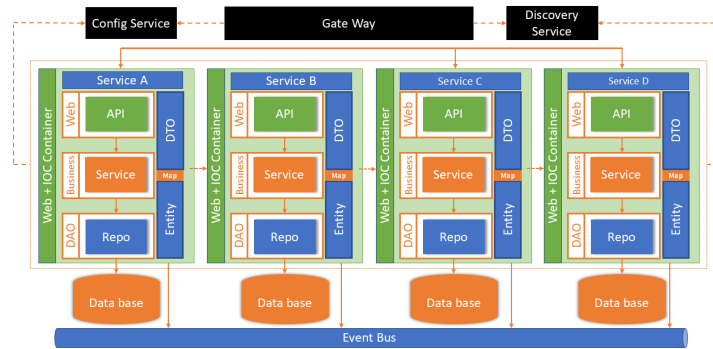 Config Service
Gate Way
Discovery
Service
Service A
Service B
Service C
Service D
Web + IOC Container
Web
API
DTO
Business
Service
Map
DAO
Repo
Entity
Web + IOC Container
Web
API
DTO
Business
Service
Map
DAO
Repo
Entity
Web + IOC Container
Web
API
DTO
Business
Service
Map
DAO
Repo
Entity
Web + IOC Container
Web
API
DTO
Business
Service
Map
DAO
Repo
Entity
Data base
Data base
Data base
Data base
Event Bus